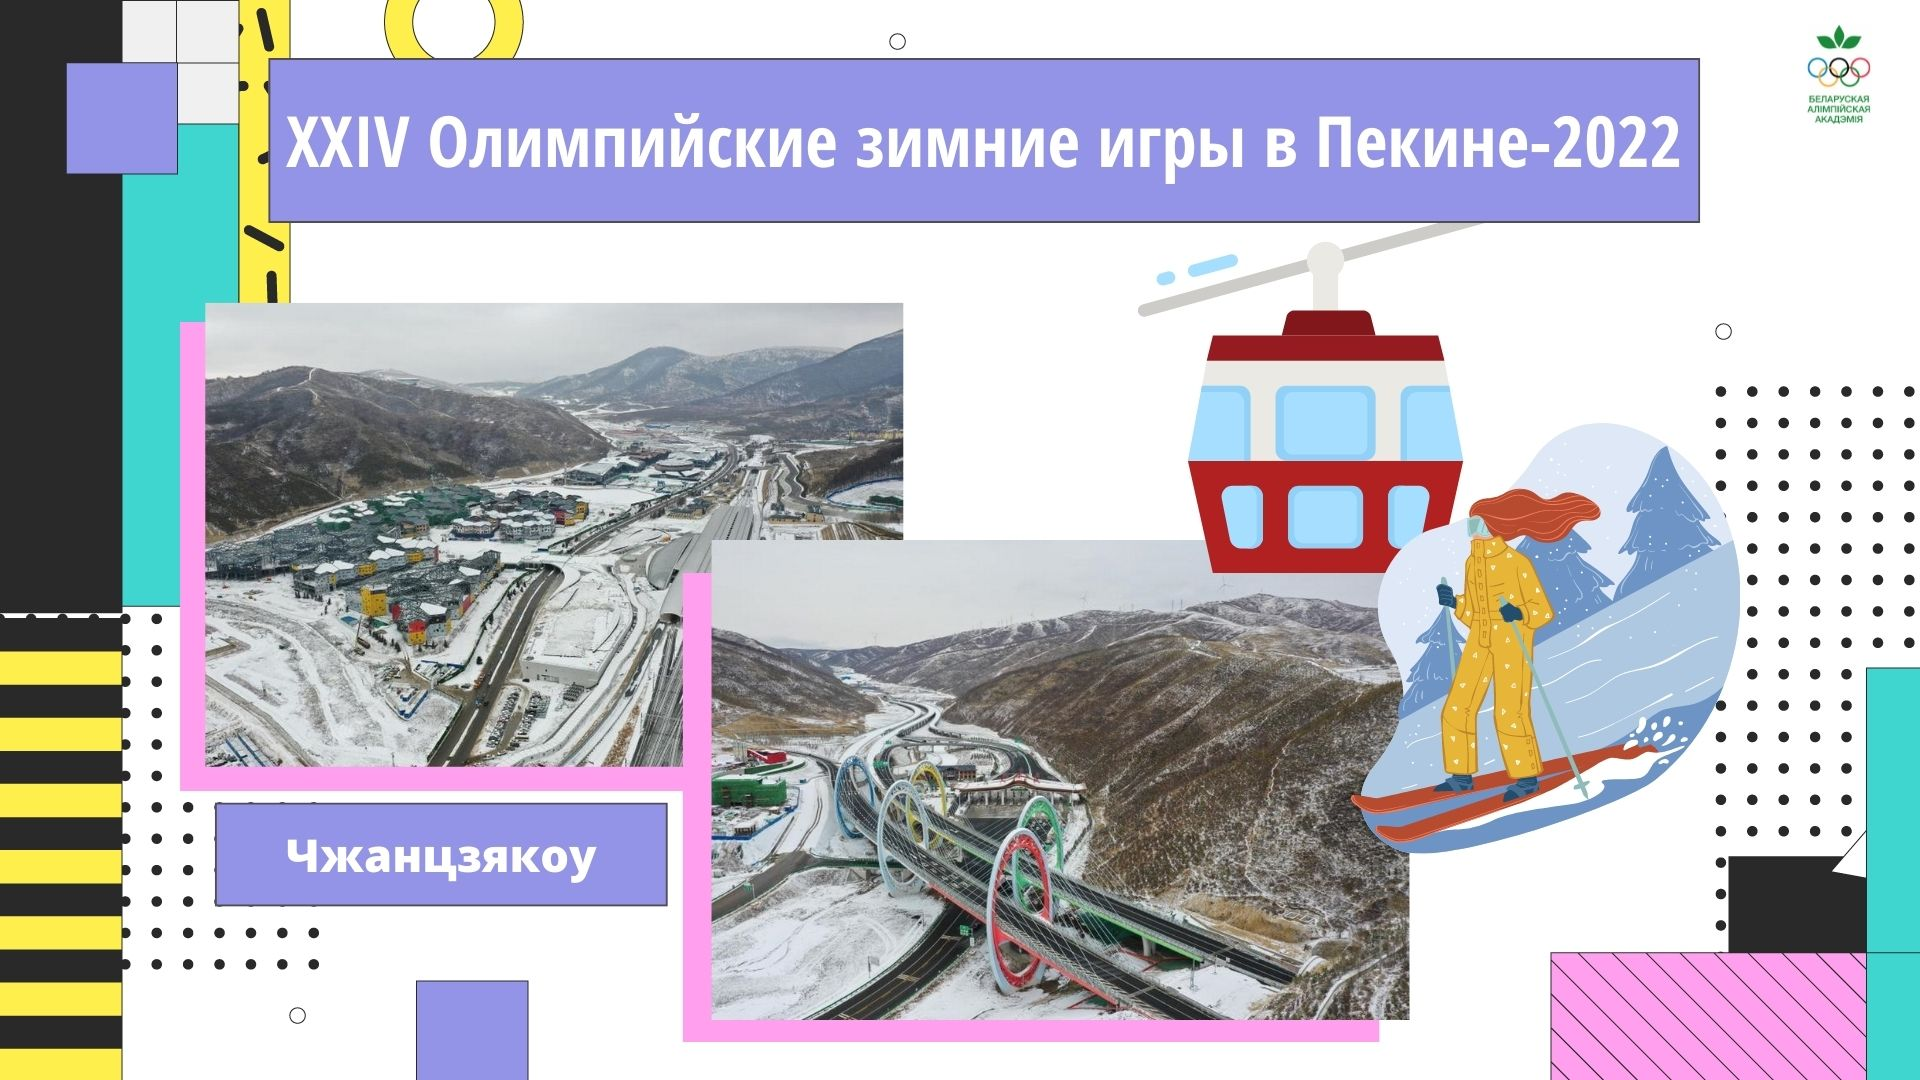 XXIV Олимпийские зимние игры в Пекине-2022
БЕЛАРУСКАЯ
АЛІМПІЙСКАЯ
АКАДЭМІЯ
Чжанцзякоу